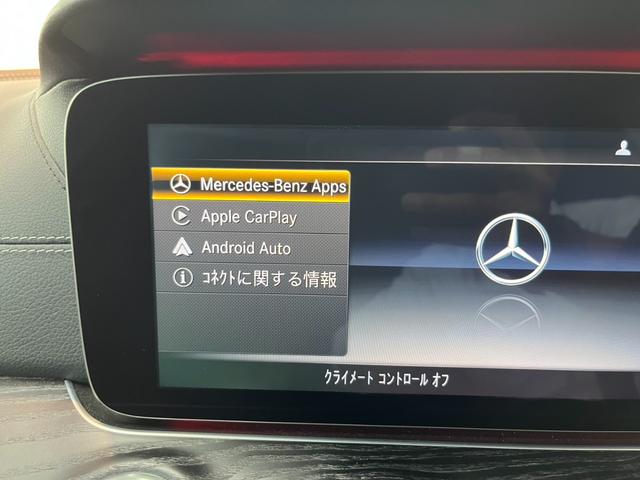 Mercedes-Benz Apps
Apple CarPlay
Android Auto
ｺﾈｸﾄに関する情報
ｸﾗｲﾒｰﾄ ｺﾝﾄﾛｰﾙ ｵﾌ